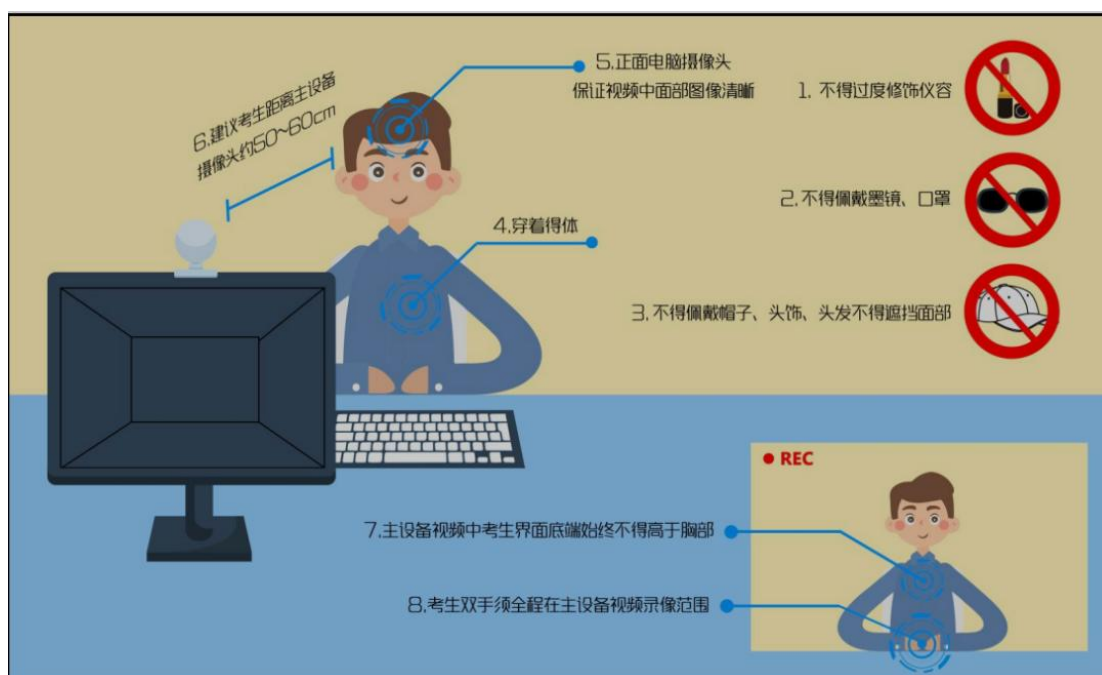 1. 不得过度修饰仪容
2.不得佩戴墨镜、口罩
3.不得佩戴帽子、头饰、头发不得遮挡面部
4.穿着得体
5.正面电脑摄像头
保证视频中面部图像清晰
6.建议考生距离主设备
摄像头约50~60cm
REC
7.主设备视频中考生界面底端始终不得高于胸部
8.考生双手须全程在主设备视频录像范围